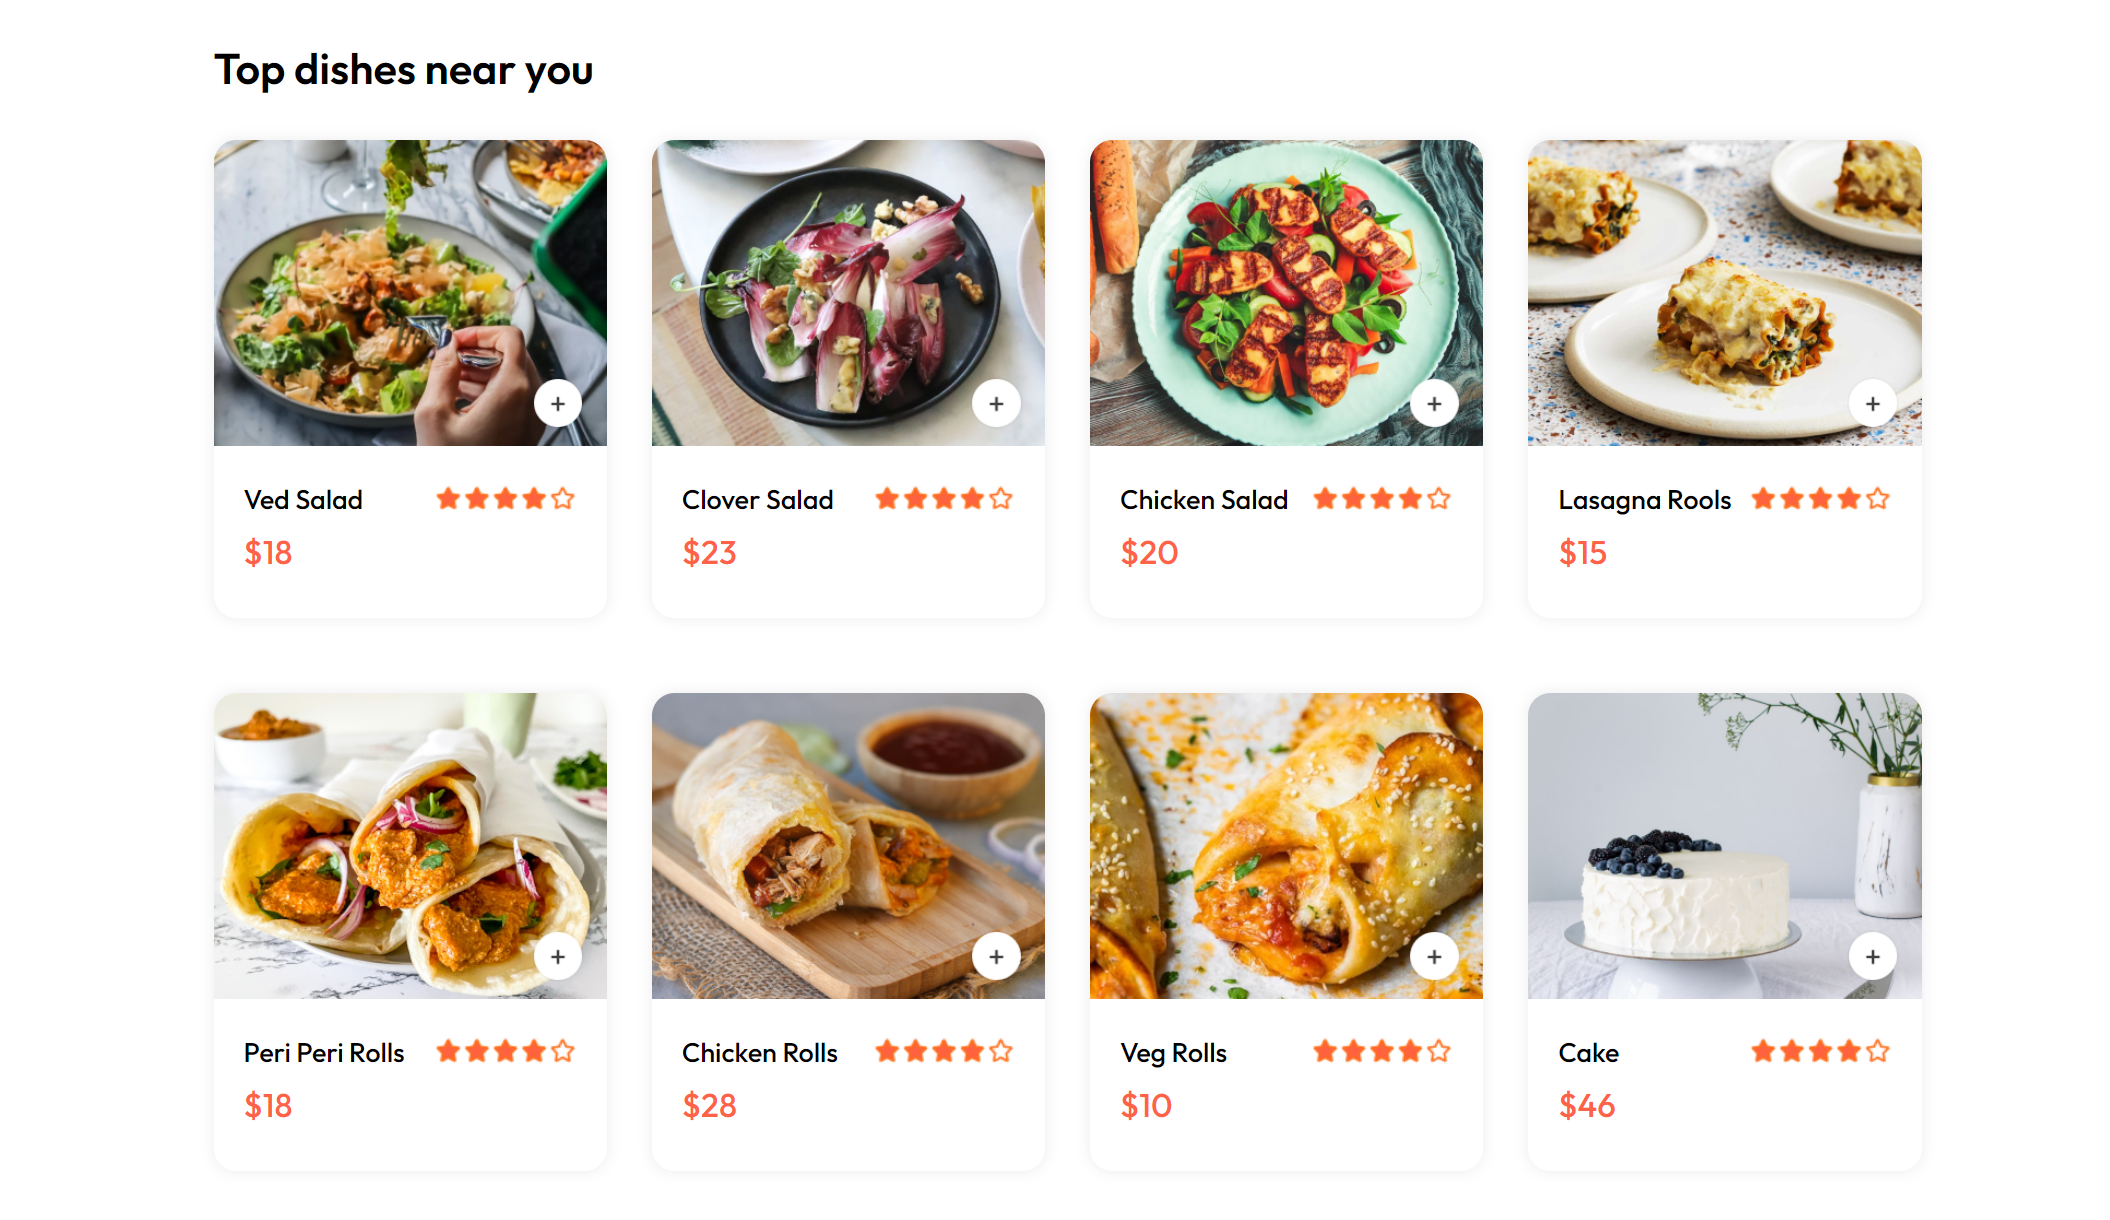 Top dishes near you
Ved Salad
$18
Clover Salad
$23
Chicken Salad
$20
Lasagna Rools
$15
Peri Peri Rolls
$18
Chicken Rolls
$28
Veg Rolls
$10
Cake
$46